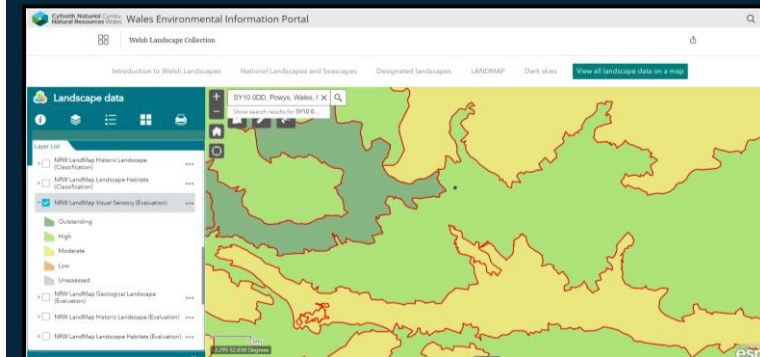 Cyfoeth Naturiol Cymru
Natural Resources Wales
Wales Environmental Information Portal
Welsh Landscape Collection
Introduction to Welsh Landscapes
National Landscapes and Seascapes
Designated landscapes
LANDMAP
Dark skies
View all landscape data on a map
Landscape data
SY10 0DD, Powys, Wales,
Show search results for SY10 0...
Layer List
NRW LandMap Historic Landscape
(Classification)
NRW LandMap Landscape Habitats
(Classification)
NRW LandMap Visual Sensory (Evaluation)
Outstanding
High
Moderate
Low
Unassessed
NRW LandMap Geological Landscape
(Evaluation)
NRW LandMap Historic Landscape (Evaluation)
NRW LandMap Landscape Habitats (Evaluation)
Degrees
esri